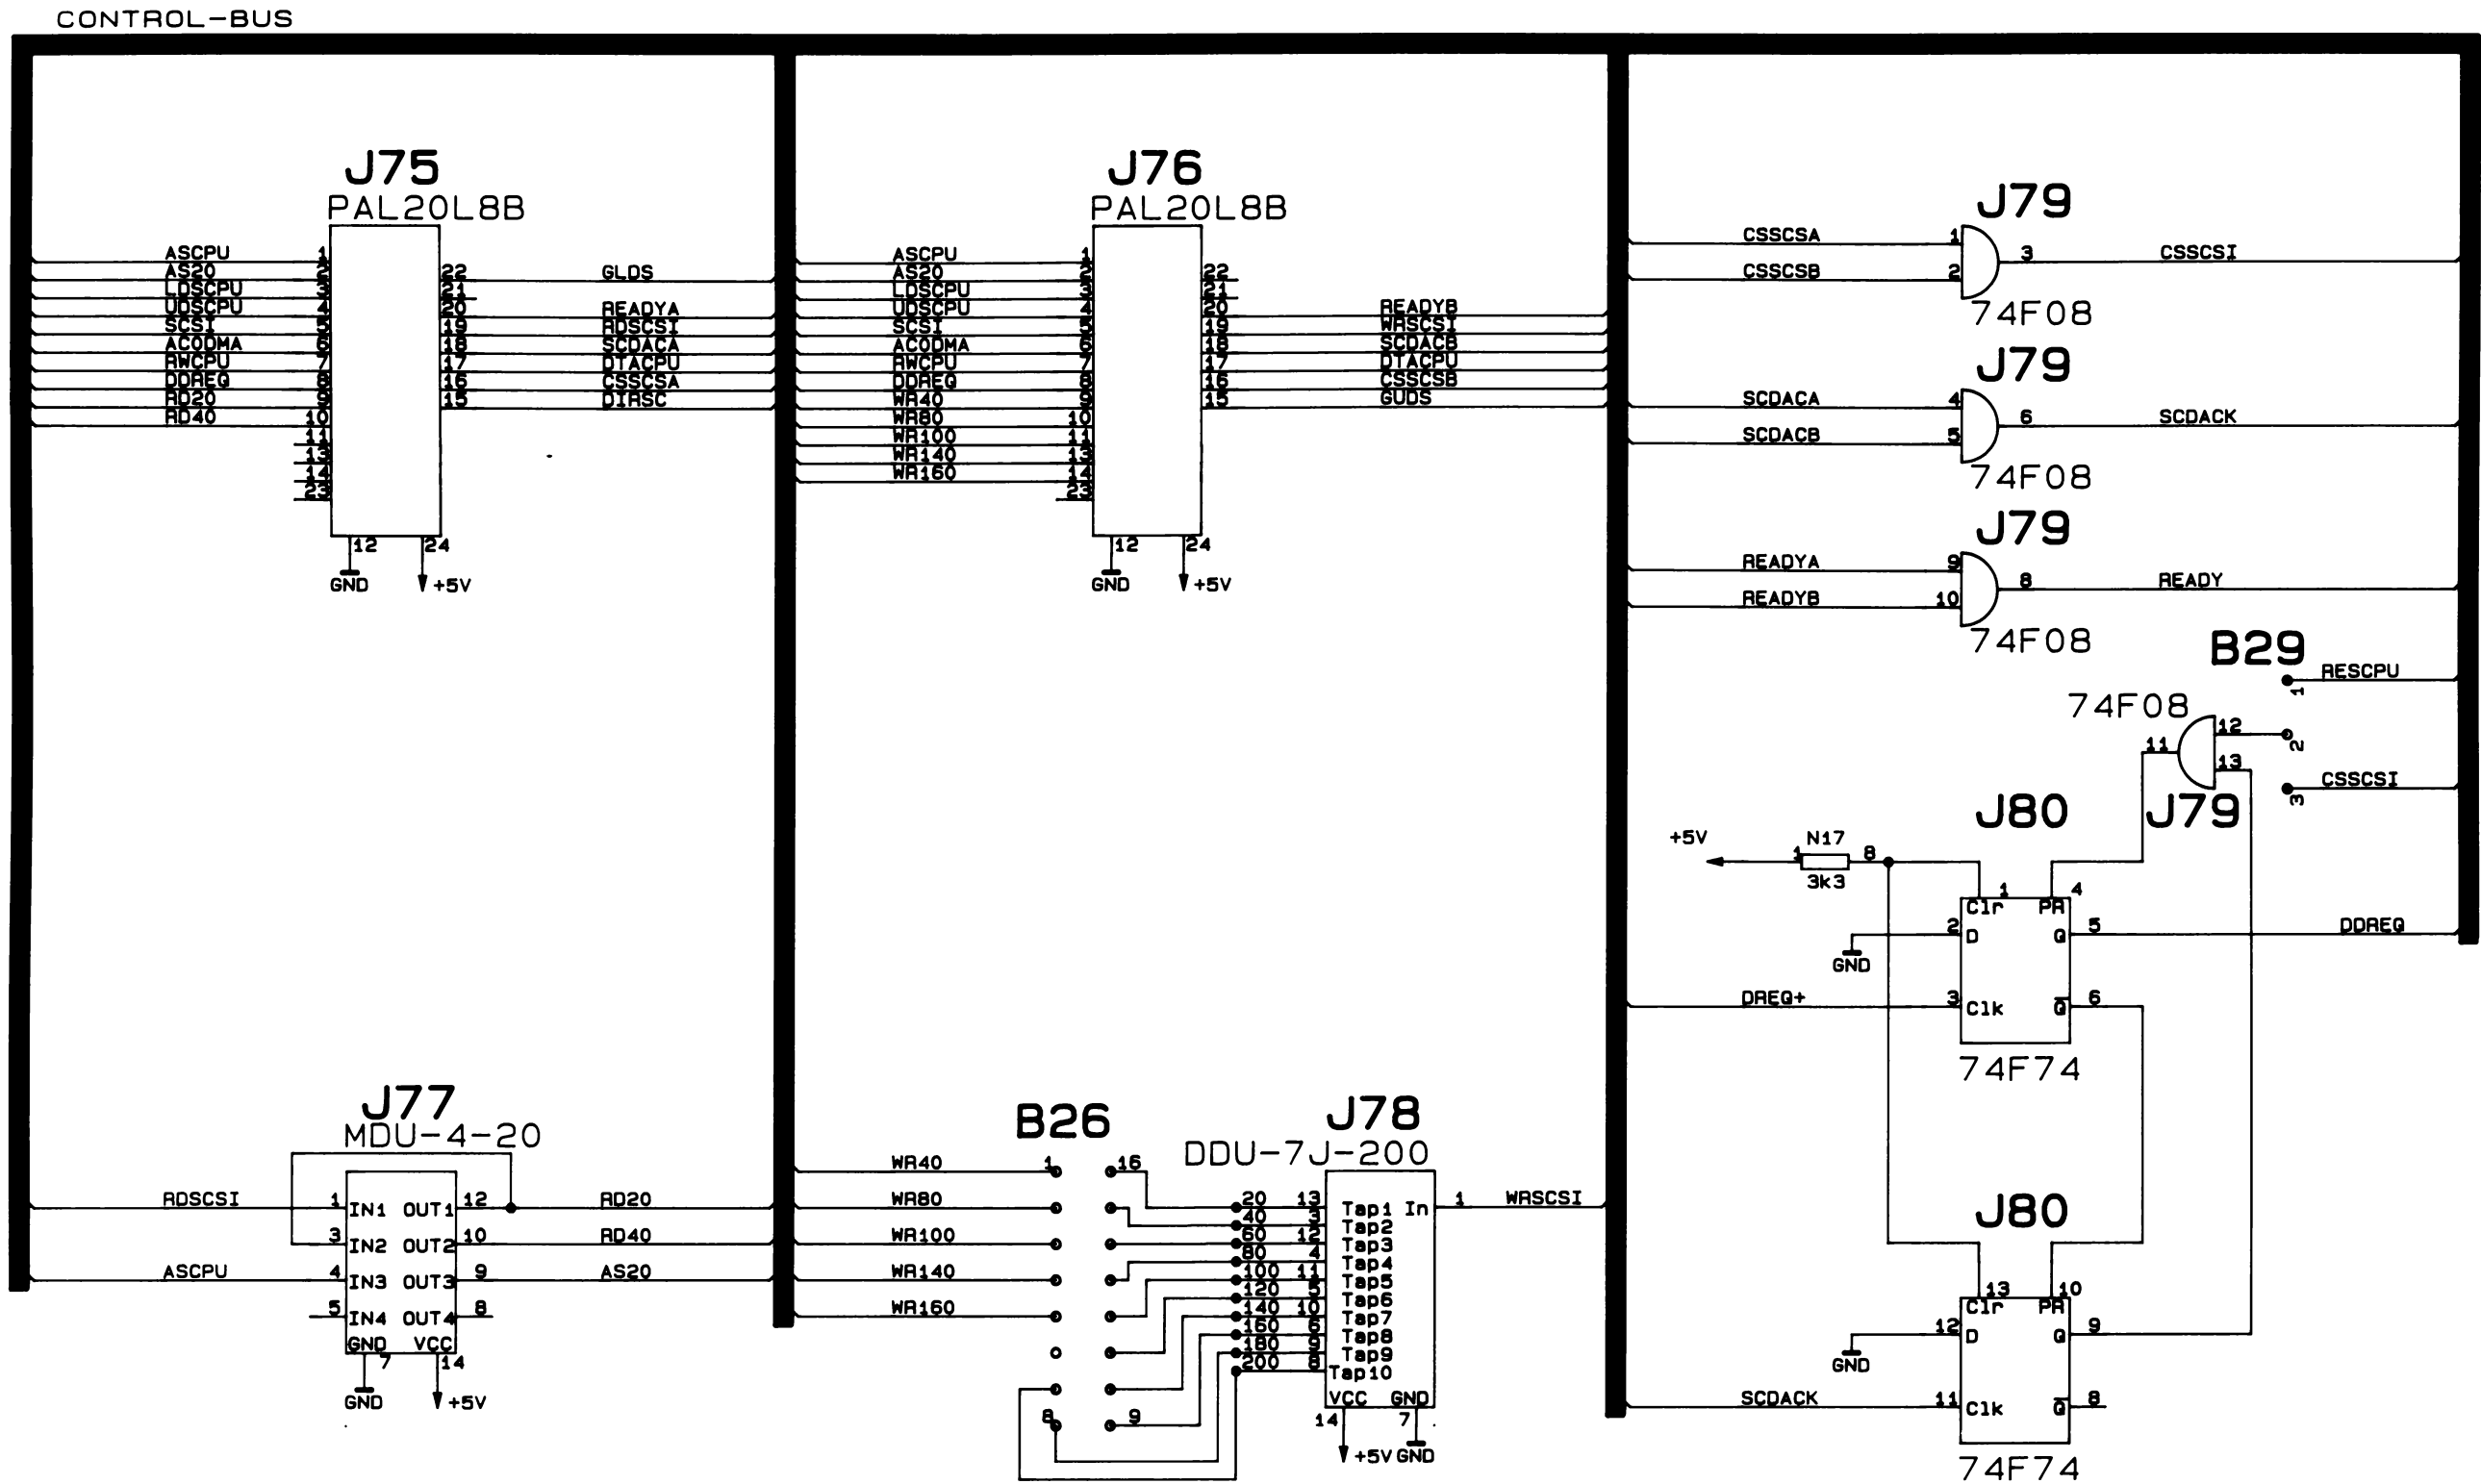 CONTROL-BUS
J75
PAL20L8B
ASCPU 1
AS20 2
LDSCPU 3
UDSCPU 4
SCSI 5
ACODMA 6
RWCPU 7
DDREQ 8
RD20 9
RD40 10
11
13
14
23
22 GLDS
21
20 READYA
19 RDSCSI
18 SCDACA
17 DTACPU
16 CSSCSA
15 DIRSC
12 24
GND +5V
J76
PAL20L8B
ASCPU 1
AS20 2
LDSCPU 3
UDSCPU 4
SCSI 5
ACODMA 6
RWCPU 7
DDREQ 8
WR40 9
WR80 10
WR100 11
WR140 13
WR160 14
23
22
21
20 READYB
19 WRSCSI
18 SCDACB
17 DTACPU
16 CSSCSB
15 GUDS
12 24
GND +5V
J79
CSSCSA 1
CSSCSB 2
3 CSSCSI
74F08
J79
SCDACA 4
SCDACB 5
6 SCDACK
74F08
J79
READYA 9
READYB 10
8 READY
74F08
B29
RESCPU
1
2
CSSCSI
3
74F08
12
11
13
J79
J80
+5V 1 N17 8
3k3
1 4
Clr PR
2 D Q 5 DDREQ
GND
DREQ+ 3 Clk Q 6
74F74
J77
MDU-4-20
RDSCSI 1 IN1 OUT1 12 RD20
3 IN2 OUT2 10 RD40
ASCPU 4 IN3 OUT3 9 AS20
5 IN4 OUT4 8
GND VCC
7 14
GND +5V
B26
WR40 1 16
WR80
WR100
WR140
WR160
8 9
J78
DDU-7J-200
20 13 Tap1 In 1 WRSCSI
40 3 Tap2
60 12 Tap3
80 4 Tap4
100 11 Tap5
120 5 Tap6
140 10 Tap7
160 6 Tap8
180 9 Tap9
200 8 Tap10
VCC GND
14 7
+5V GND
J80
13 10
Clr PR
12 D Q 9
GND
SCDACK 11 Clk Q 8
74F74